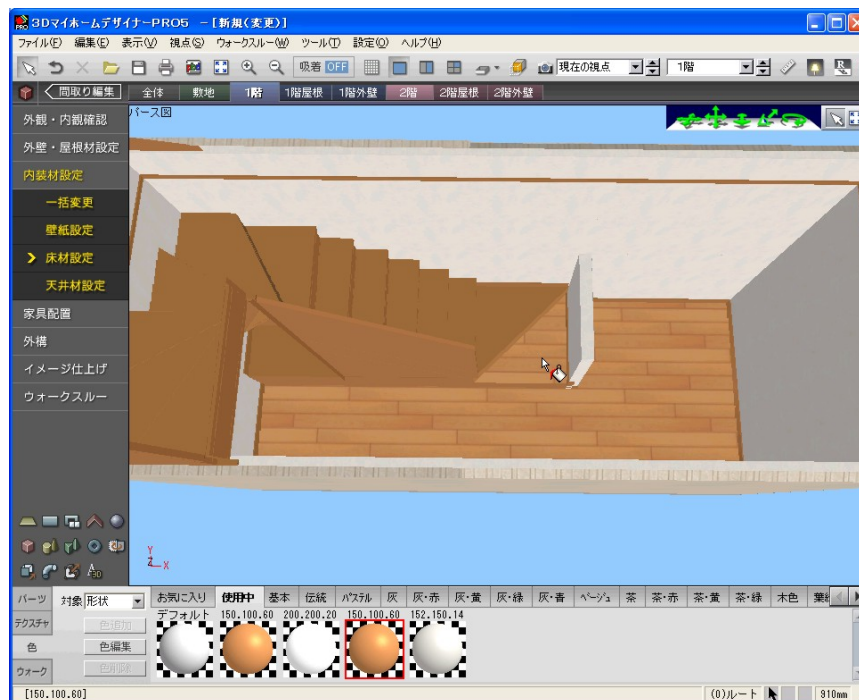 3DマイホームデザイナーPRO5 －[新規(変更)]
ファイル(F) 編集(E) 表示(V) 視点(S) ウォークスルー(W) ツール(T) 設定(O) ヘルプ(H)
吸着 OFF 現在の視点 1階
間取り編集 全体 敷地 1階 1階屋根 1階外壁 2階 2階屋根 2階外壁
パース図
外観・内観確認
外壁・屋根材設定
内装材設定
一括変更
壁紙設定
床材設定
天井材設定
家具配置
外構
イメージ仕上げ
ウォークスルー
Y
Z X
パーツ 対象 形状 お気に入り 使用中 基本 伝統 パステル 灰 灰・赤 灰・黄 灰・緑 灰・青 ベージュ 茶 茶・赤 茶・黄 茶・緑 木色
テクスチャ 色追加 デフォルト 150.100.60 200.200.20 150.100.60 152.150.14
色 色編集
ウォーク 色削除
[150.100.60] (0)ルート 910mm